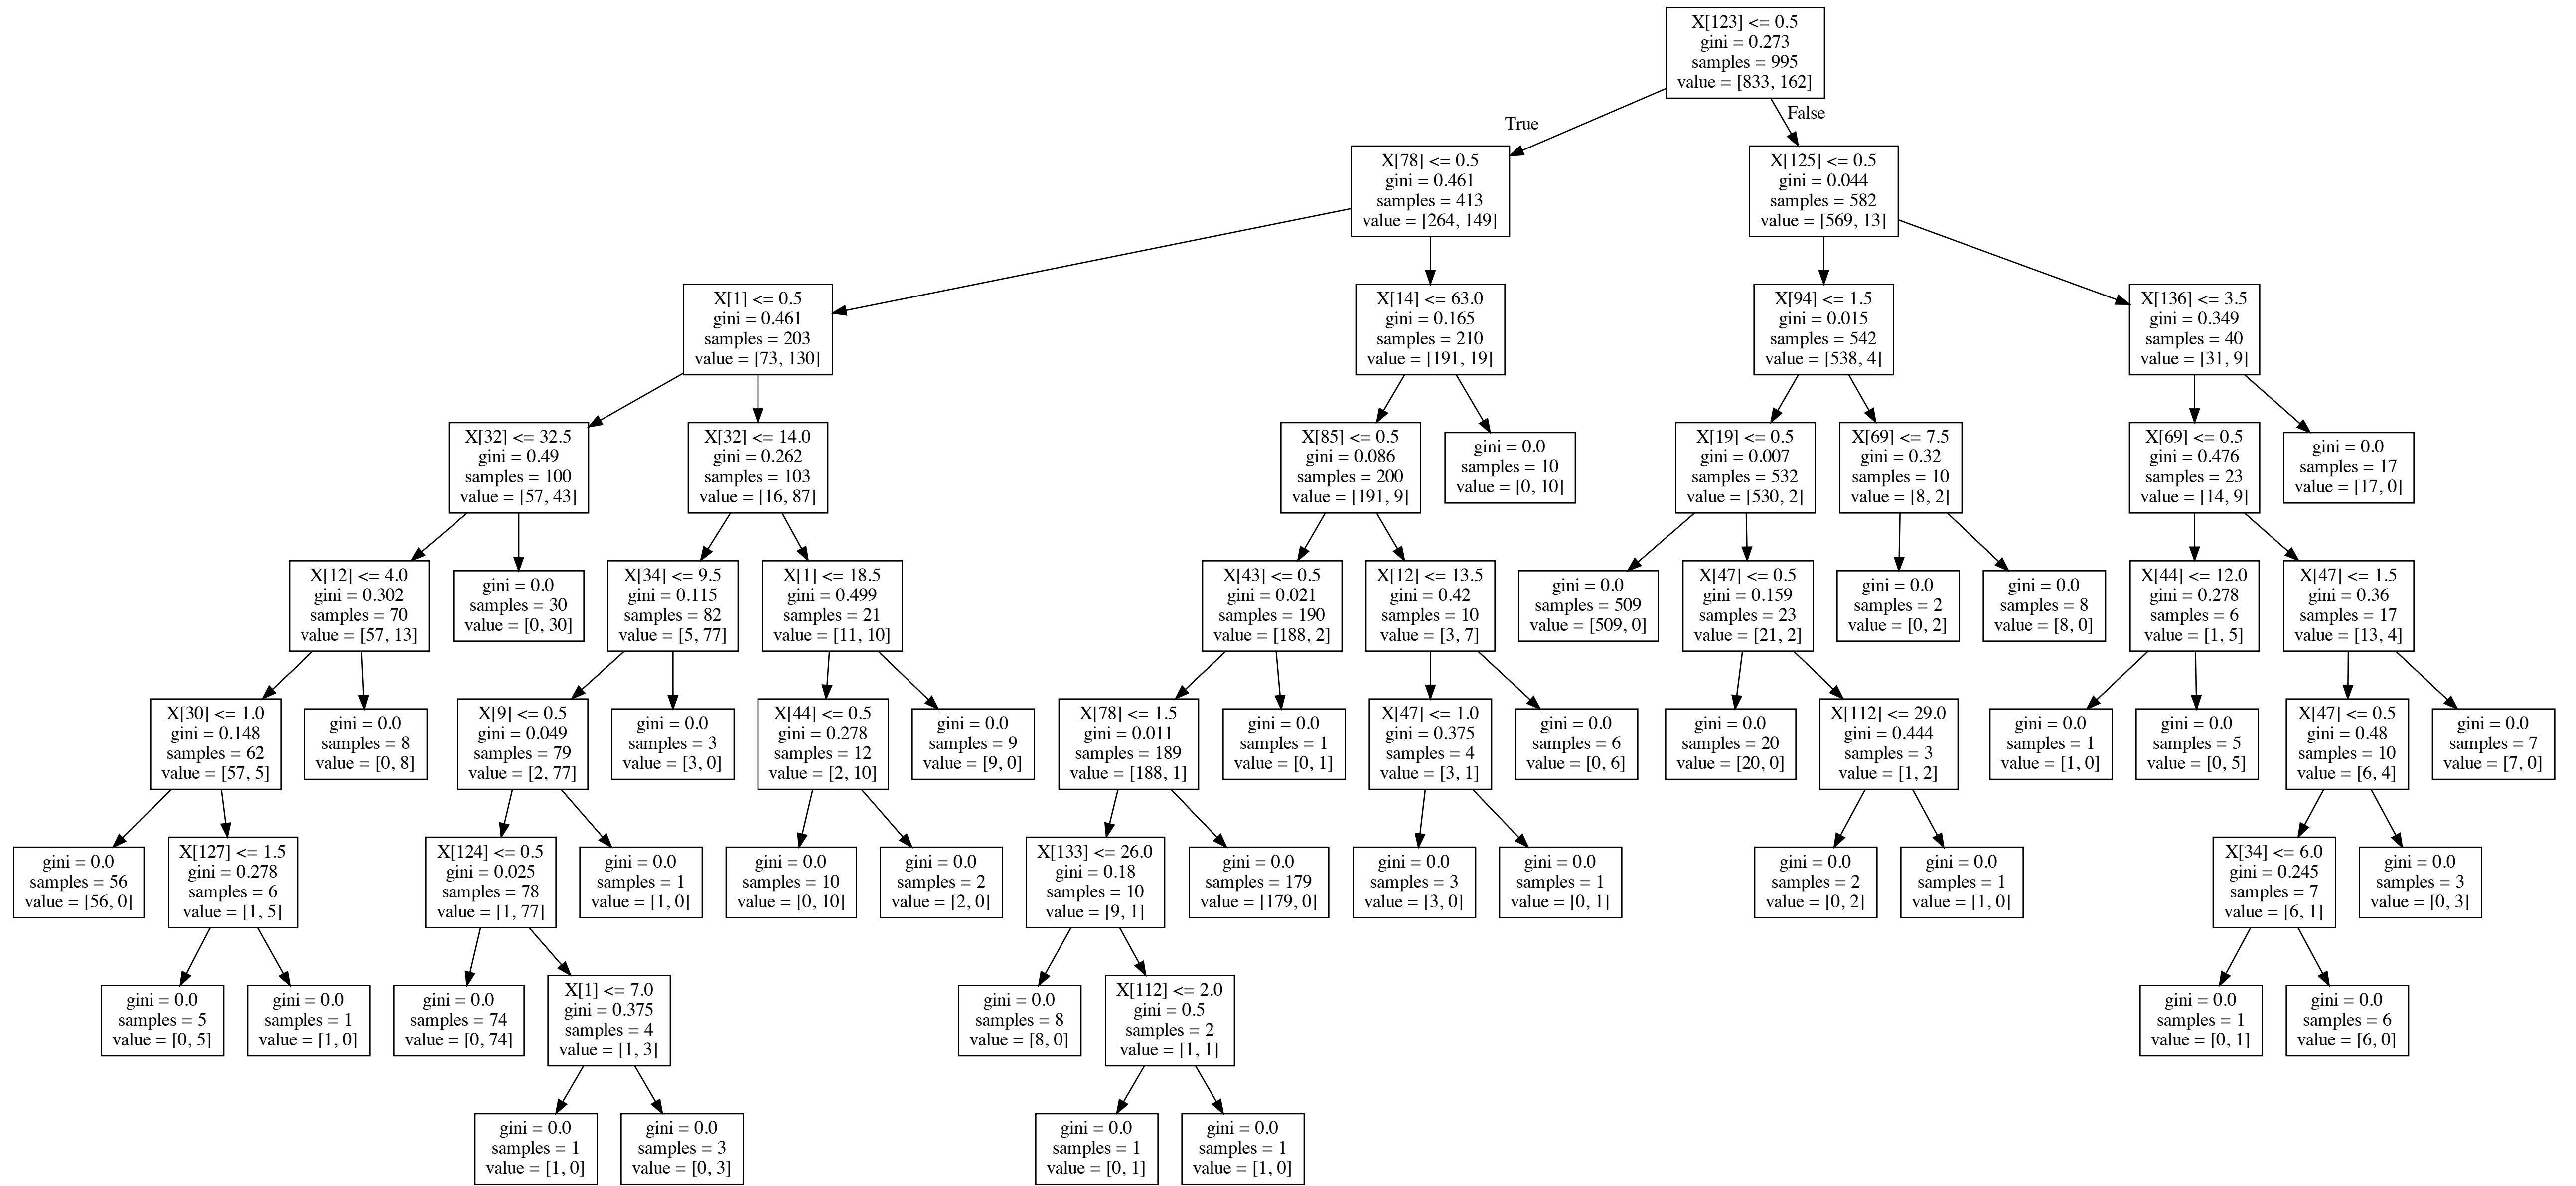 X[123] <= 0.5
gini = 0.273
samples = 995
value = [833, 162]
True
False
X[78] <= 0.5
gini = 0.461
samples = 413
value = [264, 149]
X[125] <= 0.5
gini = 0.044
samples = 582
value = [569, 13]
X[1] <= 0.5
gini = 0.461
samples = 203
value = [73, 130]
X[14] <= 63.0
gini = 0.165
samples = 210
value = [191, 19]
X[94] <= 1.5
gini = 0.015
samples = 542
value = [538, 4]
X[136] <= 3.5
gini = 0.349
samples = 40
value = [31, 9]
X[32] <= 32.5
gini = 0.49
samples = 100
value = [57, 43]
X[32] <= 14.0
gini = 0.262
samples = 103
value = [16, 87]
X[85] <= 0.5
gini = 0.086
samples = 200
value = [191, 9]
gini = 0.0
samples = 10
value = [0, 10]
X[19] <= 0.5
gini = 0.007
samples = 532
value = [530, 2]
X[69] <= 7.5
gini = 0.32
samples = 10
value = [8, 2]
X[69] <= 0.5
gini = 0.476
samples = 23
value = [14, 9]
gini = 0.0
samples = 17
value = [17, 0]
X[12] <= 4.0
gini = 0.302
samples = 70
value = [57, 13]
gini = 0.0
samples = 30
value = [0, 30]
X[34] <= 9.5
gini = 0.115
samples = 82
value = [5, 77]
X[1] <= 18.5
gini = 0.499
samples = 21
value = [11, 10]
X[43] <= 0.5
gini = 0.021
samples = 190
value = [188, 2]
X[12] <= 13.5
gini = 0.42
samples = 10
value = [3, 7]
gini = 0.0
samples = 509
value = [509, 0]
X[47] <= 0.5
gini = 0.159
samples = 23
value = [21, 2]
gini = 0.0
samples = 2
value = [0, 2]
gini = 0.0
samples = 8
value = [8, 0]
X[44] <= 12.0
gini = 0.278
samples = 6
value = [1, 5]
X[47] <= 1.5
gini = 0.36
samples = 17
value = [13, 4]
X[30] <= 1.0
gini = 0.148
samples = 62
value = [57, 5]
gini = 0.0
samples = 8
value = [0, 8]
X[9] <= 0.5
gini = 0.049
samples = 79
value = [2, 77]
gini = 0.0
samples = 3
value = [3, 0]
X[44] <= 0.5
gini = 0.278
samples = 12
value = [2, 10]
gini = 0.0
samples = 9
value = [9, 0]
X[78] <= 1.5
gini = 0.011
samples = 189
value = [188, 1]
gini = 0.0
samples = 1
value = [0, 1]
X[47] <= 1.0
gini = 0.375
samples = 4
value = [3, 1]
gini = 0.0
samples = 6
value = [0, 6]
gini = 0.0
samples = 20
value = [20, 0]
X[112] <= 29.0
gini = 0.444
samples = 3
value = [1, 2]
gini = 0.0
samples = 1
value = [1, 0]
gini = 0.0
samples = 5
value = [0, 5]
X[47] <= 0.5
gini = 0.48
samples = 10
value = [6, 4]
gini = 0.0
samples = 7
value = [7, 0]
gini = 0.0
samples = 56
value = [56, 0]
X[127] <= 1.5
gini = 0.278
samples = 6
value = [1, 5]
X[124] <= 0.5
gini = 0.025
samples = 78
value = [1, 77]
gini = 0.0
samples = 1
value = [1, 0]
gini = 0.0
samples = 10
value = [0, 10]
gini = 0.0
samples = 2
value = [2, 0]
X[133] <= 26.0
gini = 0.18
samples = 10
value = [9, 1]
gini = 0.0
samples = 179
value = [179, 0]
gini = 0.0
samples = 3
value = [3, 0]
gini = 0.0
samples = 1
value = [0, 1]
gini = 0.0
samples = 2
value = [0, 2]
gini = 0.0
samples = 1
value = [1, 0]
X[34] <= 6.0
gini = 0.245
samples = 7
value = [6, 1]
gini = 0.0
samples = 3
value = [0, 3]
gini = 0.0
samples = 5
value = [0, 5]
gini = 0.0
samples = 1
value = [1, 0]
gini = 0.0
samples = 74
value = [0, 74]
X[1] <= 7.0
gini = 0.375
samples = 4
value = [1, 3]
gini = 0.0
samples = 8
value = [8, 0]
X[112] <= 2.0
gini = 0.5
samples = 2
value = [1, 1]
gini = 0.0
samples = 1
value = [0, 1]
gini = 0.0
samples = 6
value = [6, 0]
gini = 0.0
samples = 1
value = [1, 0]
gini = 0.0
samples = 3
value = [0, 3]
gini = 0.0
samples = 1
value = [0, 1]
gini = 0.0
samples = 1
value = [1, 0]